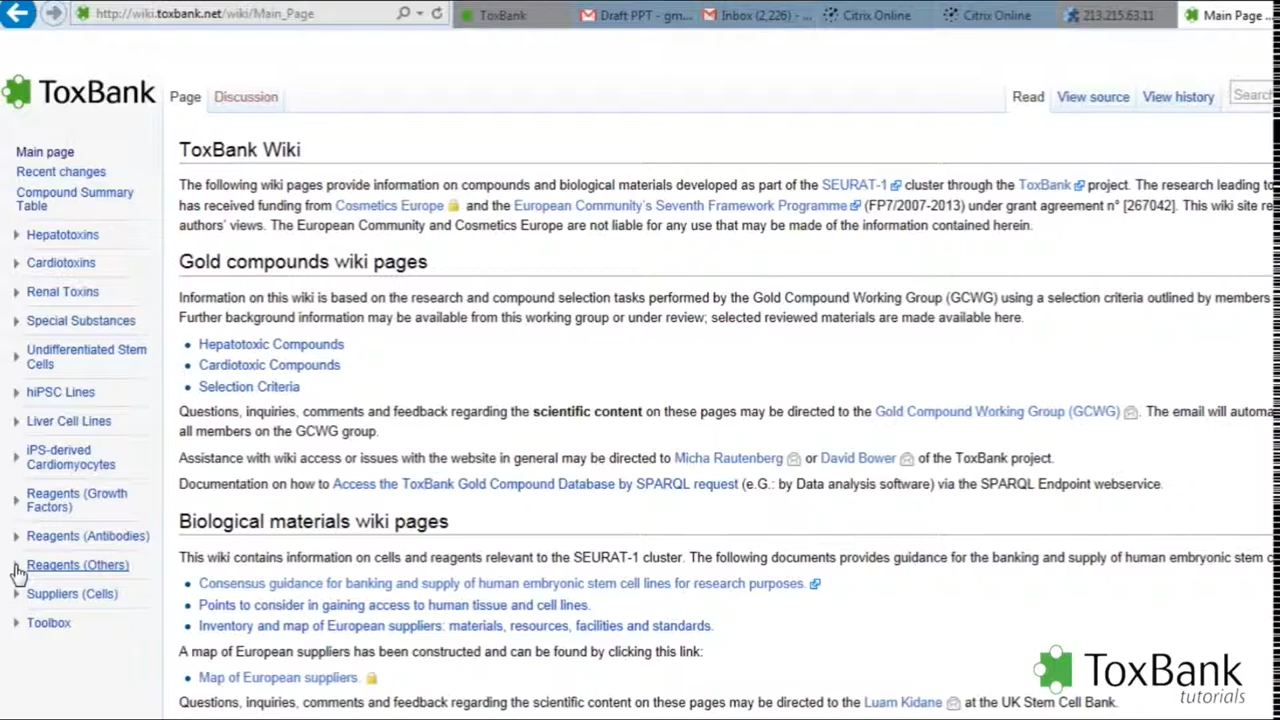 http://wiki.toxbank.net/wiki/Main_Page
ToxBank
Draft PPT - gm...
Inbox (2,226) - ...
Citrix Online
Citrix Online
213.215.63.11
Main Page ...
ToxBank
Page
Discussion
Read
View source
View history
Search
Main page
Recent changes
Compound Summary
Table
Hepatotoxins
Cardiotoxins
Renal Toxins
Special Substances
Undifferentiated Stem
Cells
hiPSC Lines
Liver Cell Lines
iPS-derived
Cardiomyocytes
Reagents (Growth
Factors)
Reagents (Antibodies)
Reagents (Others)
Suppliers (Cells)
Toolbox
ToxBank Wiki
The following wiki pages provide information on compounds and biological materials developed as part of the SEURAT-1 cluster through the ToxBank project. The research leading to
has received funding from Cosmetics Europe and the European Community's Seventh Framework Programme (FP7/2007-2013) under grant agreement n° [267042]. This wiki site re
authors' views. The European Community and Cosmetics Europe are not liable for any use that may be made of the information contained herein.
Gold compounds wiki pages
Information on this wiki is based on the research and compound selection tasks performed by the Gold Compound Working Group (GCWG) using a selection criteria outlined by members
Further background information may be available from this working group or under review; selected reviewed materials are made available here.
• Hepatotoxic Compounds
• Cardiotoxic Compounds
• Selection Criteria
Questions, inquiries, comments and feedback regarding the scientific content on these pages may be directed to the Gold Compound Working Group (GCWG). The email will automa
all members on the GCWG group.
Assistance with wiki access or issues with the website in general may be directed to Micha Rautenberg or David Bower of the ToxBank project.
Documentation on how to Access the ToxBank Gold Compound Database by SPARQL request (e.G.: by Data analysis software) via the SPARQL Endpoint webservice.
Biological materials wiki pages
This wiki contains information on cells and reagents relevant to the SEURAT-1 cluster. The following documents provides guidance for the banking and supply of human embryonic stem c
• Consensus guidance for banking and supply of human embryonic stem cell lines for research purposes.
• Points to consider in gaining access to human tissue and cell lines.
• Inventory and map of European suppliers: materials, resources, facilities and standards.
A map of European suppliers has been constructed and can be found by clicking this link:
• Map of European suppliers.
Questions, inquiries, comments and feedback regarding the scientific content on these pages may be directed to the Luam Kidane at the UK Stem Cell Bank.
ToxBank
tutorials